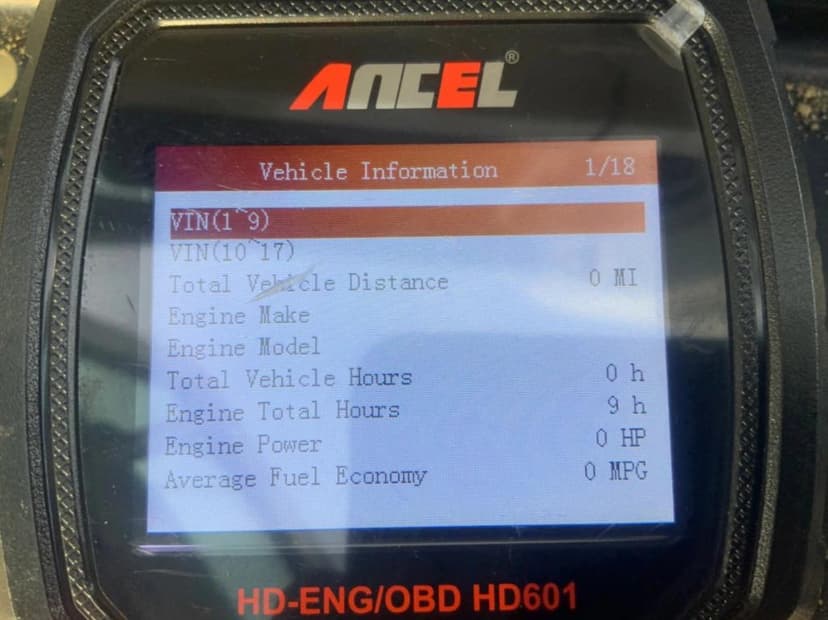 ANCEL®
Vehicle Information 1/18
VIN(1~9)
VIN(10~17)
Total Vehicle Distance 0 MI
Engine Make
Engine Model
Total Vehicle Hours 0 h
Engine Total Hours 9 h
Engine Power 0 HP
Average Fuel Economy 0 MPG
HD-ENG/OBD HD601